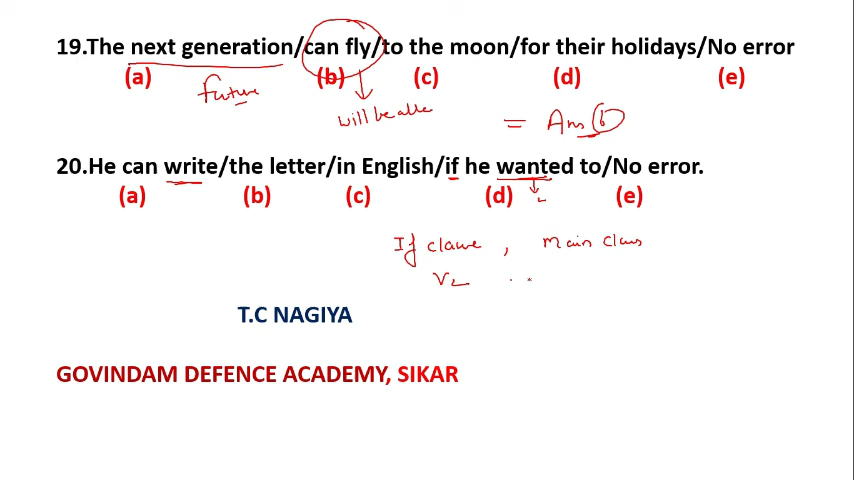 19.The next generation/can fly/to the moon/for their holidays/No error
(a) (b) (c) (d) (e)
future
will be able
= Ans (b)
20.He can write/the letter/in English/if he wanted to/No error.
(a) (b) (c) (d) (e)
If clause , main claus
V2 ..
T.C NAGIYA
GOVINDAM DEFENCE ACADEMY, SIKAR